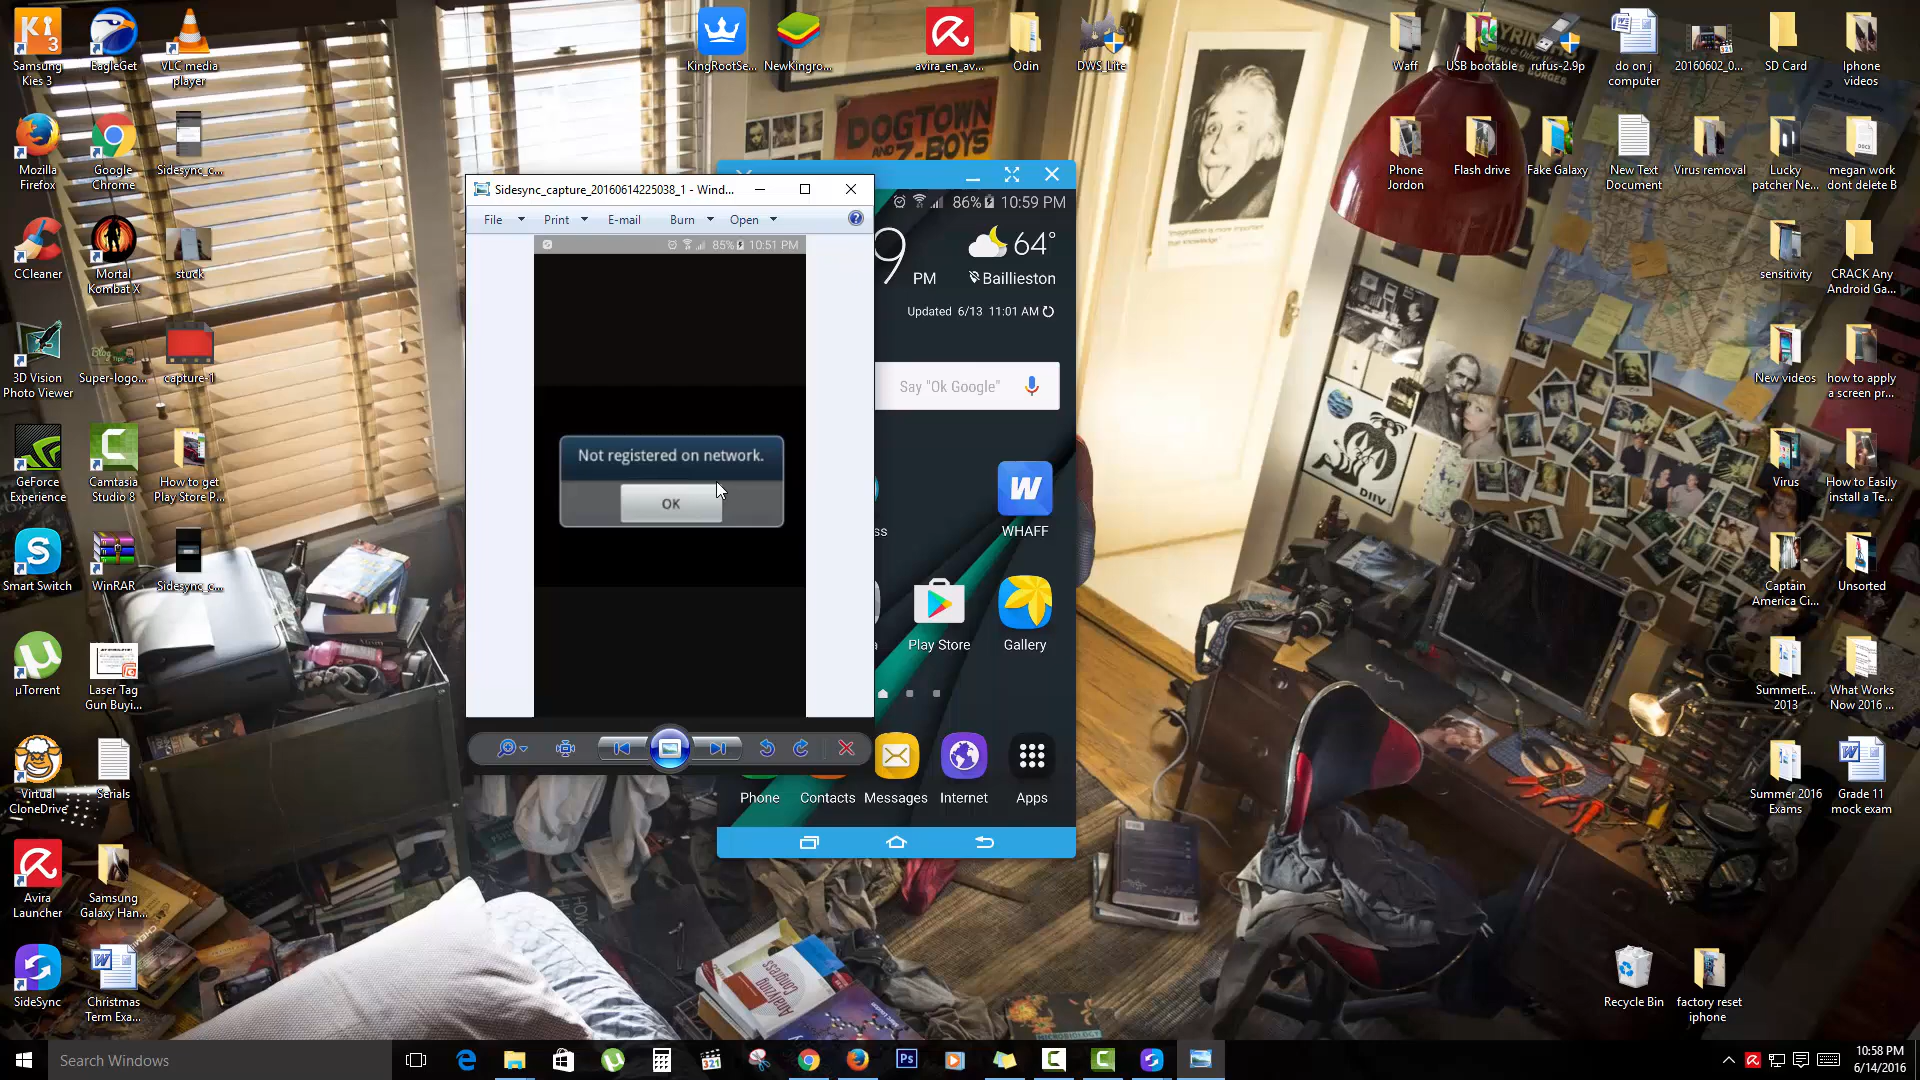 Samsung
Kies 3
EagleGet
VLC media
player
KingRootSe...
NewKingro...
avira_en_av...
Odin
DWS_Lite
Waff
USB bootable
rufus-2.9p
do on j
computer
20160602_0...
SD Card
Iphone
videos
Mozilla
Firefox
Google
Chrome
Sidesync_c...
DOGTOWN
AND Z-BOYS
Phone
Jordon
Flash drive
Fake Galaxy
New Text
Document
Virus removal
Lucky
patcher Ne...
megan work
dont delete B
CCleaner
Mortal
Kombat X
stuck
sensitivity
CRACK Any
Android Ga...
3D Vision
Photo Viewer
Super-logo...
capture-1
New videos
how to apply
a screen pr...
GeForce
Experience
Camtasia
Studio 8
How to get
Play Store P...
Virus
How to Easily
install a Te...
DIIV
Smart Switch
WinRAR
Sidesync_c...
Captain
America Ci...
Unsorted
µTorrent
Laser Tag
Gun Buyi...
SummerE...
2013
What Works
Now 2016 ...
Virtual
CloneDrive
Serials
Summer 2016
Exams
Grade 11
mock exam
Avira
Launcher
Samsung
Galaxy Han...
SideSync
Christmas
Term Exa...
Recycle Bin
factory reset
iphone
Sidesync_capture_20160614225038_1 - Wind...
File
Print
E-mail
Burn
Open
85% 10:51 PM
Not registered on network.
OK
86% 10:59 PM
9
PM
64°
Baillieston
Updated 6/13 11:01 AM
Say "Ok Google"
ss
WHAFF
a
Play Store
Gallery
Phone
Contacts
Messages
Internet
Apps
Search Windows
Ps
10:58 PM
6/14/2016